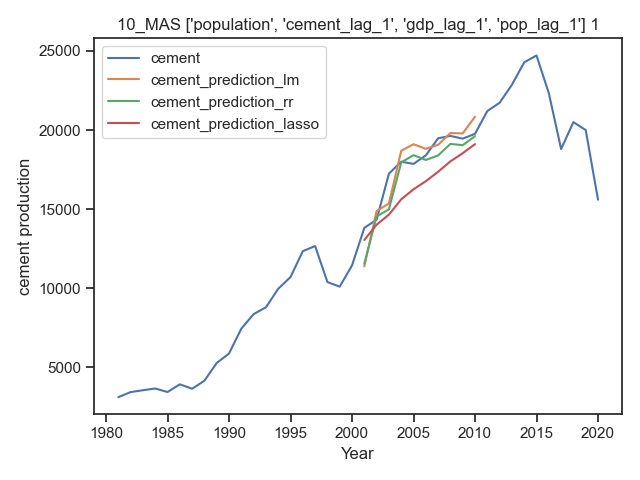 10_MAS ['population', 'cement_lag_1', 'gdp_lag_1', 'pop_lag_1'] 1
cement
cement_prediction_lm
cement_prediction_rr
cement_prediction_lasso
25000
20000
15000
10000
5000
cement production
1980 1985 1990 1995 2000 2005 2010 2015 2020
Year